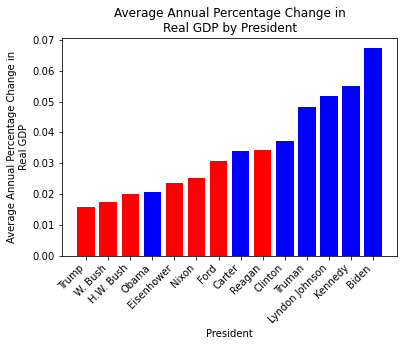 Average Annual Percentage Change in
Real GDP by President
Average Annual Percentage Change in
Real GDP
0.07
0.06
0.05
0.04
0.03
0.02
0.01
0.00
Trump
W. Bush
H.W. Bush
Obama
Eisenhower
Nixon
Ford
Carter
Reagan
Clinton
Truman
Lyndon Johnson
Kennedy
Biden
President